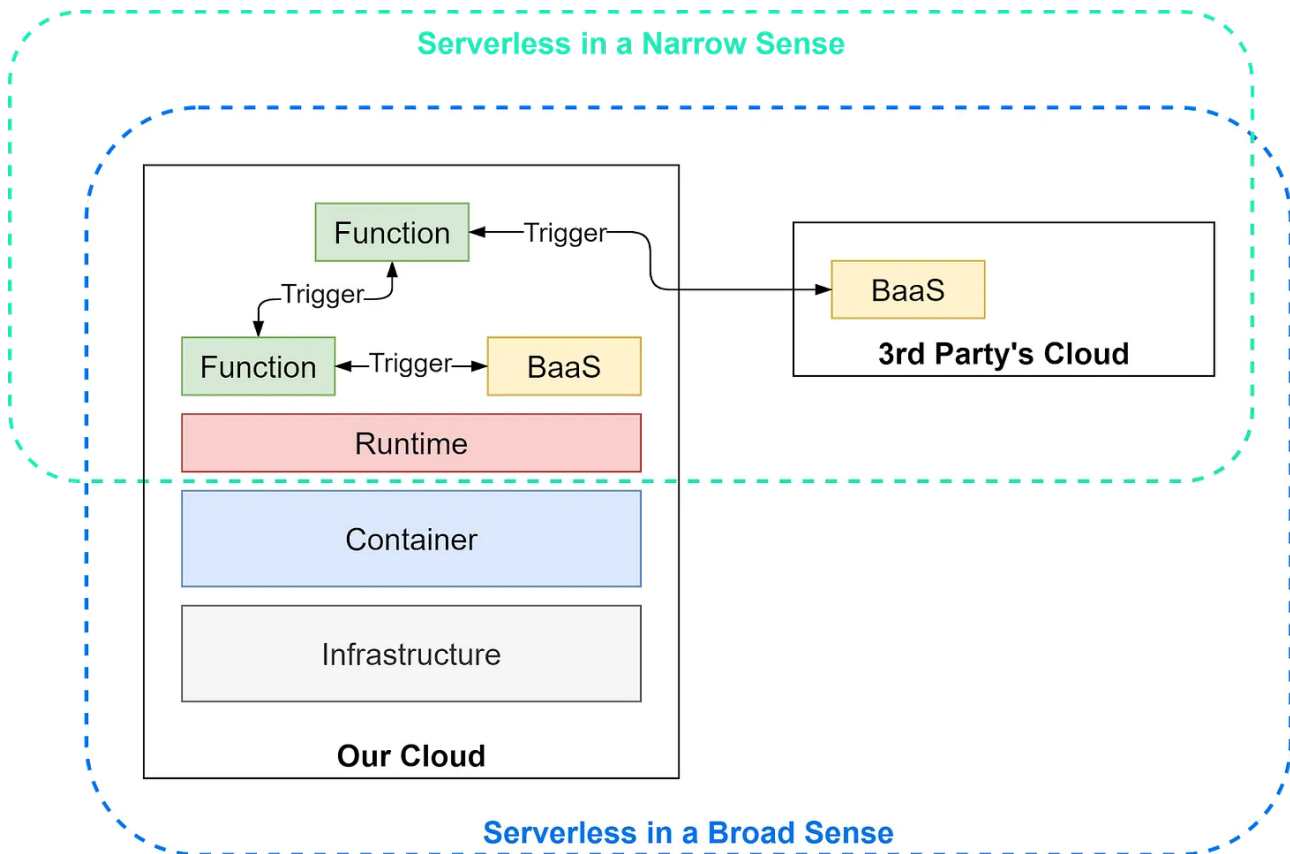 Serverless in a Narrow Sense
Function
Trigger
Trigger
BaaS
3rd Party's Cloud
Function
Trigger
BaaS
Runtime
Container
Infrastructure
Our Cloud
Serverless in a Broad Sense